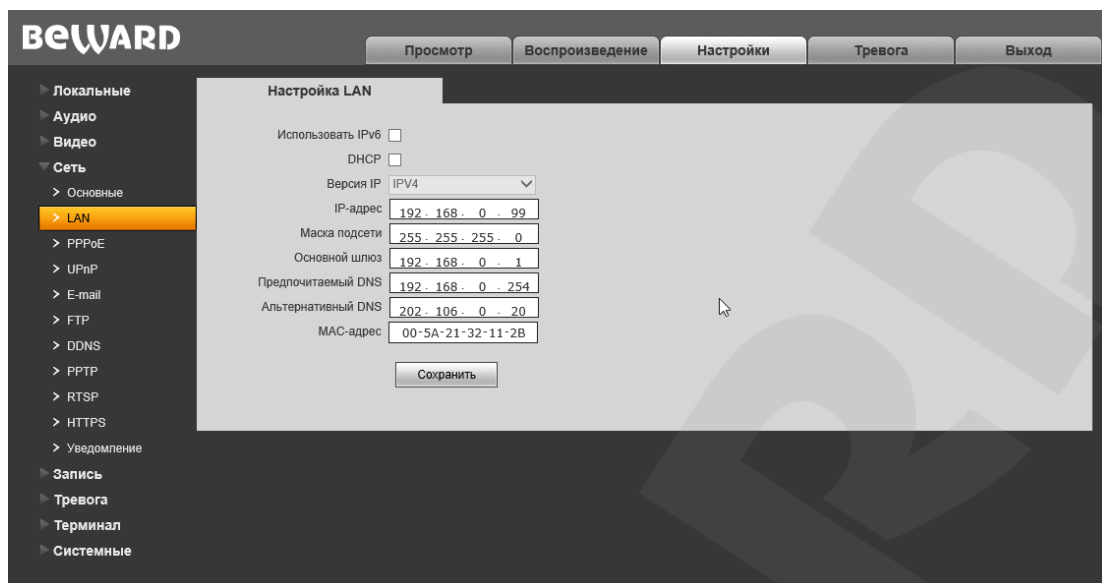 BEWARD
Просмотр Воспроизведение Настройки Тревога Выход
Локальные
Аудио
Видео
Сеть
> Основные
> LAN
> PPPoE
> UPnP
> E-mail
> FTP
> DDNS
> PPTP
> RTSP
> HTTPS
> Уведомление
Запись
Тревога
Терминал
Системные
Настройка LAN
Использовать IPv6
DHCP
Версия IP IPV4
IP-адрес 192 . 168 . 0 . 99
Маска подсети 255 . 255 . 255 . 0
Основной шлюз 192 . 168 . 0 . 1
Предпочитаемый DNS 192 . 168 . 0 . 254
Альтернативный DNS 202 . 106 . 0 . 20
MAC-адрес 00-5A-21-32-11-2B
Сохранить